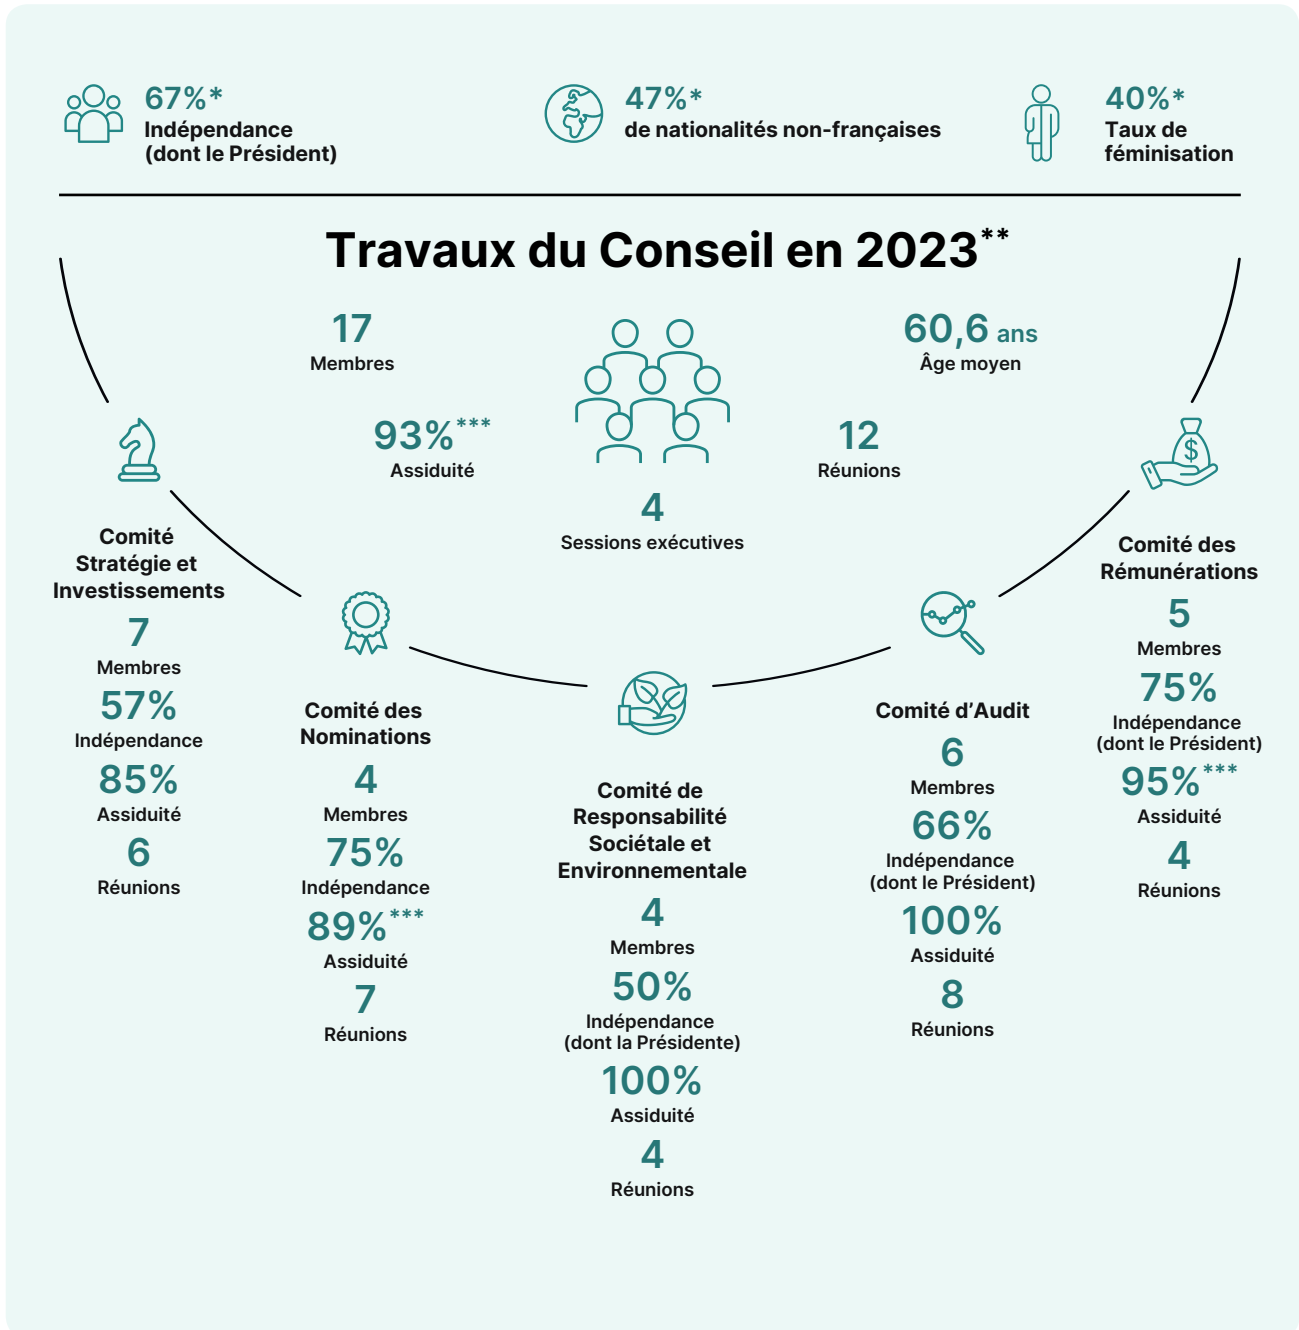 67%*
Indépendance
(dont le Président)
47%*
de nationalités non-françaises
40%*
Taux de
féminisation
Travaux du Conseil en 2023**
17
Membres
60,6 ans
Âge moyen
93%***
Assiduité
12
Réunions
4
Sessions exécutives
Comité
Stratégie et
Investissements
7
Membres
57%
Indépendance
85%
Assiduité
6
Réunions
Comité des
Nominations
4
Membres
75%
Indépendance
89%***
Assiduité
7
Réunions
Comité de
Responsabilité
Sociétale et
Environnementale
4
Membres
50%
Indépendance
(dont la Présidente)
100%
Assiduité
4
Réunions
Comité d’Audit
6
Membres
66%
Indépendance
(dont le Président)
100%
Assiduité
8
Réunions
$
Comité des
Rémunérations
5
Membres
75%
Indépendance
(dont le Président)
95%***
Assiduité
4
Réunions